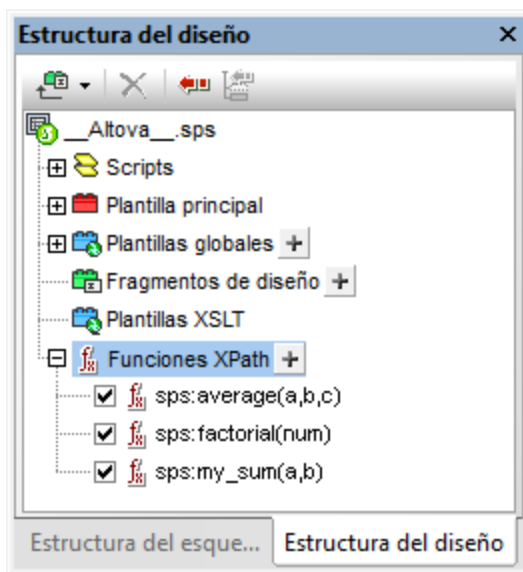 Estructura del diseño
__Altova__.sps
Scripts
Plantilla principal
Plantillas globales
Fragmentos de diseño
Plantillas XSLT
Funciones XPath
sps:average(a,b,c)
sps:factorial(num)
sps:my_sum(a,b)
Estructura del esque... Estructura del diseño